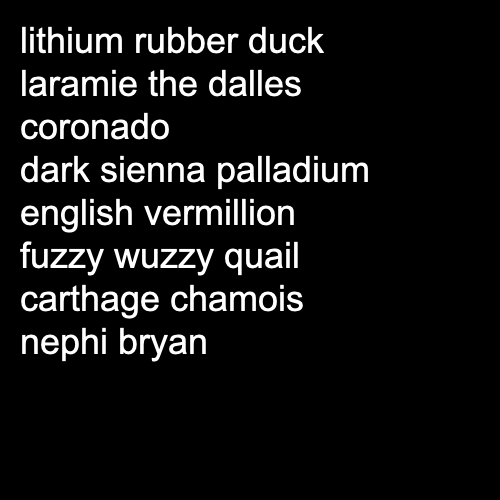 lithium rubber duck
laramie the dalles
coronado
dark sienna palladium
english vermillion
fuzzy wuzzy quail
carthage chamois
nephi bryan